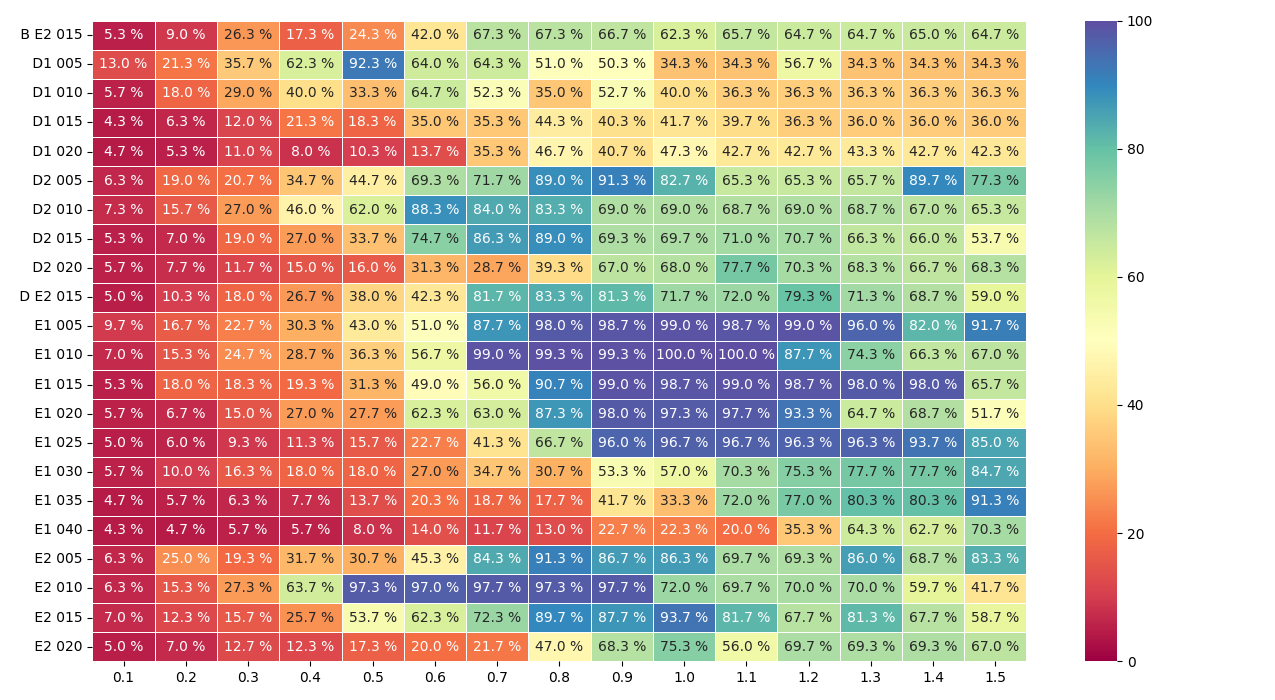 B E2 015 5.3 % 9.0 % 26.3 % 17.3 % 24.3 % 42.0 % 67.3 % 67.3 % 66.7 % 62.3 % 65.7 % 64.7 % 64.7 % 65.0 % 64.7 %
D1 005 13.0 % 21.3 % 35.7 % 62.3 % 92.3 % 64.0 % 64.3 % 51.0 % 50.3 % 34.3 % 34.3 % 56.7 % 34.3 % 34.3 % 34.3 %
D1 010 5.7 % 18.0 % 29.0 % 40.0 % 33.3 % 64.7 % 52.3 % 35.0 % 52.7 % 40.0 % 36.3 % 36.3 % 36.3 % 36.3 % 36.3 %
D1 015 4.3 % 6.3 % 12.0 % 21.3 % 18.3 % 35.0 % 35.3 % 44.3 % 40.3 % 41.7 % 39.7 % 36.3 % 36.0 % 36.0 % 36.0 %
D1 020 4.7 % 5.3 % 11.0 % 8.0 % 10.3 % 13.7 % 35.3 % 46.7 % 40.7 % 47.3 % 42.7 % 42.7 % 43.3 % 42.7 % 42.3 %
D2 005 6.3 % 19.0 % 20.7 % 34.7 % 44.7 % 69.3 % 71.7 % 89.0 % 91.3 % 82.7 % 65.3 % 65.3 % 65.7 % 89.7 % 77.3 %
D2 010 7.3 % 15.7 % 27.0 % 46.0 % 62.0 % 88.3 % 84.0 % 83.3 % 69.0 % 69.0 % 68.7 % 69.0 % 68.7 % 67.0 % 65.3 %
D2 015 5.3 % 7.0 % 19.0 % 27.0 % 33.7 % 74.7 % 86.3 % 89.0 % 69.3 % 69.7 % 71.0 % 70.7 % 66.3 % 66.0 % 53.7 %
D2 020 5.7 % 7.7 % 11.7 % 15.0 % 16.0 % 31.3 % 28.7 % 39.3 % 67.0 % 68.0 % 77.7 % 70.3 % 68.3 % 66.7 % 68.3 %
D E2 015 5.0 % 10.3 % 18.0 % 26.7 % 38.0 % 42.3 % 81.7 % 83.3 % 81.3 % 71.7 % 72.0 % 79.3 % 71.3 % 68.7 % 59.0 %
E1 005 9.7 % 16.7 % 22.7 % 30.3 % 43.0 % 51.0 % 87.7 % 98.0 % 98.7 % 99.0 % 98.7 % 99.0 % 96.0 % 82.0 % 91.7 %
E1 010 7.0 % 15.3 % 24.7 % 28.7 % 36.3 % 56.7 % 99.0 % 99.3 % 99.3 % 100.0 % 100.0 % 87.7 % 74.3 % 66.3 % 67.0 %
E1 015 5.3 % 18.0 % 18.3 % 19.3 % 31.3 % 49.0 % 56.0 % 90.7 % 99.0 % 98.7 % 99.0 % 98.7 % 98.0 % 98.0 % 65.7 %
E1 020 5.7 % 6.7 % 15.0 % 27.0 % 27.7 % 62.3 % 63.0 % 87.3 % 98.0 % 97.3 % 97.7 % 93.3 % 64.7 % 68.7 % 51.7 %
E1 025 5.0 % 6.0 % 9.3 % 11.3 % 15.7 % 22.7 % 41.3 % 66.7 % 96.0 % 96.7 % 96.7 % 96.3 % 96.3 % 93.7 % 85.0 %
E1 030 5.7 % 10.0 % 16.3 % 18.0 % 18.0 % 27.0 % 34.7 % 30.7 % 53.3 % 57.0 % 70.3 % 75.3 % 77.7 % 77.7 % 84.7 %
E1 035 4.7 % 5.7 % 6.3 % 7.7 % 13.7 % 20.3 % 18.7 % 17.7 % 41.7 % 33.3 % 72.0 % 77.0 % 80.3 % 80.3 % 91.3 %
E1 040 4.3 % 4.7 % 5.7 % 5.7 % 8.0 % 14.0 % 11.7 % 13.0 % 22.7 % 22.3 % 20.0 % 35.3 % 64.3 % 62.7 % 70.3 %
E2 005 6.3 % 25.0 % 19.3 % 31.7 % 30.7 % 45.3 % 84.3 % 91.3 % 86.7 % 86.3 % 69.7 % 69.3 % 86.0 % 68.7 % 83.3 %
E2 010 6.3 % 15.3 % 27.3 % 63.7 % 97.3 % 97.0 % 97.7 % 97.3 % 97.7 % 72.0 % 69.7 % 70.0 % 70.0 % 59.7 % 41.7 %
E2 015 7.0 % 12.3 % 15.7 % 25.7 % 53.7 % 62.3 % 72.3 % 89.7 % 87.7 % 93.7 % 81.7 % 67.7 % 81.3 % 67.7 % 58.7 %
E2 020 5.0 % 7.0 % 12.7 % 12.3 % 17.3 % 20.0 % 21.7 % 47.0 % 68.3 % 75.3 % 56.0 % 69.7 % 69.3 % 69.3 % 67.0 %
0.1 0.2 0.3 0.4 0.5 0.6 0.7 0.8 0.9 1.0 1.1 1.2 1.3 1.4 1.5
100
80
60
40
20
0